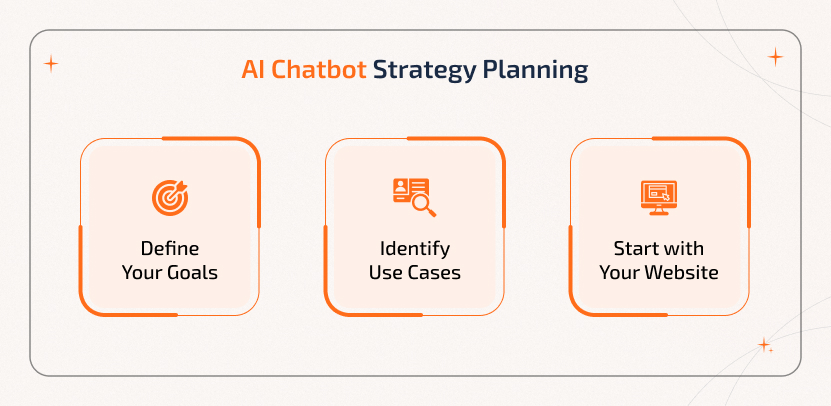 AI Chatbot Strategy Planning
Define
Your Goals
Identify
Use Cases
Start with
Your Website